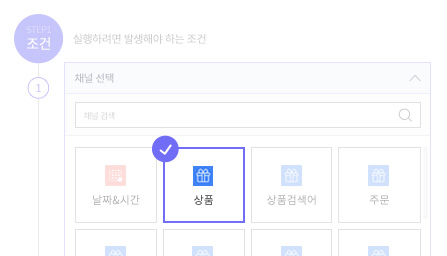 STEP1
조건
실행하려면 발생해야 하는 조건
1
채널 선택
채널 검색
날짜&시간
상품
상품검색어
주문